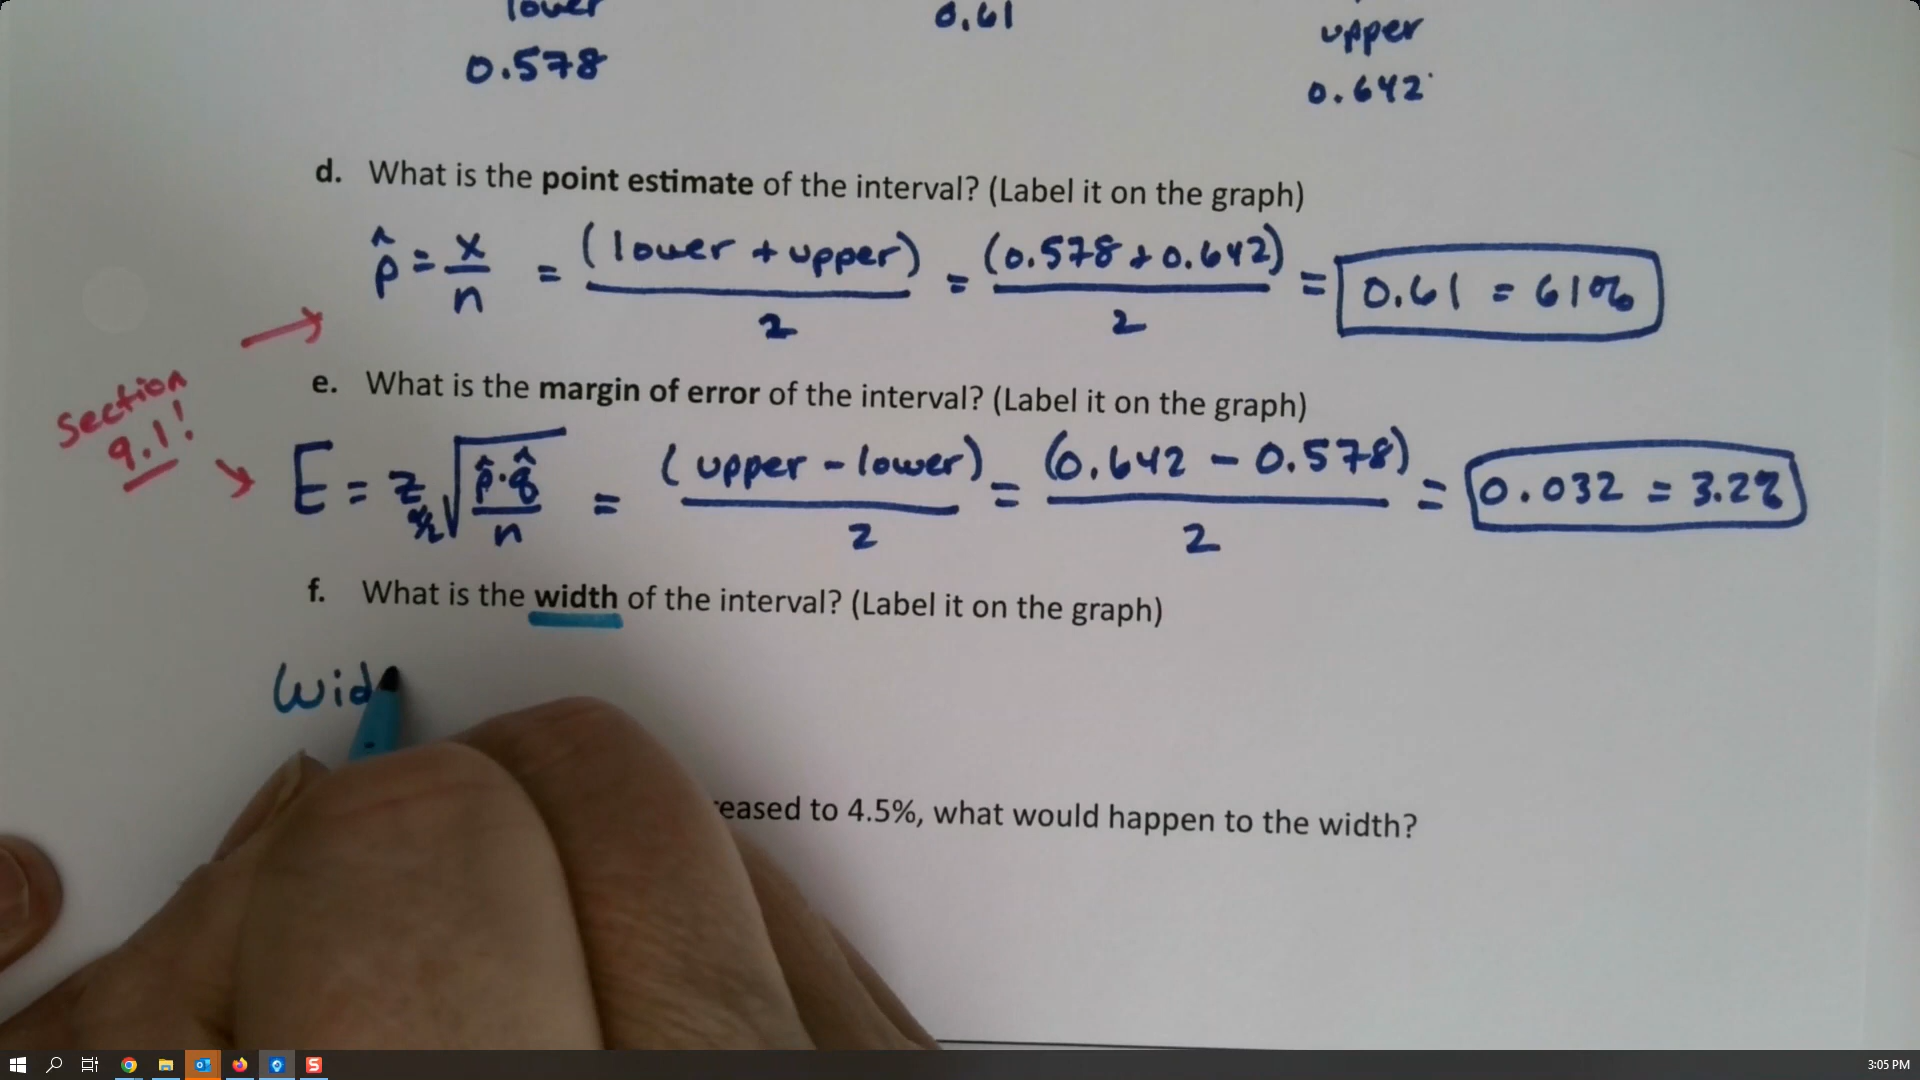 lower
0.61
upper
0.578
0.642
d. What is the point estimate of the interval? (Label it on the graph)
p̂ = x/n = (lower + upper)/2 = (0.578 + 0.642)/2 = 0.61 = 61%
Section
9.1!
e. What is the margin of error of the interval? (Label it on the graph)
E = z α/2 √(p̂·q̂/n) = (upper - lower)/2 = (0.642 - 0.578)/2 = 0.032 = 3.2%
f. What is the width of the interval? (Label it on the graph)
Wid
eased to 4.5%, what would happen to the width?
3:05 PM